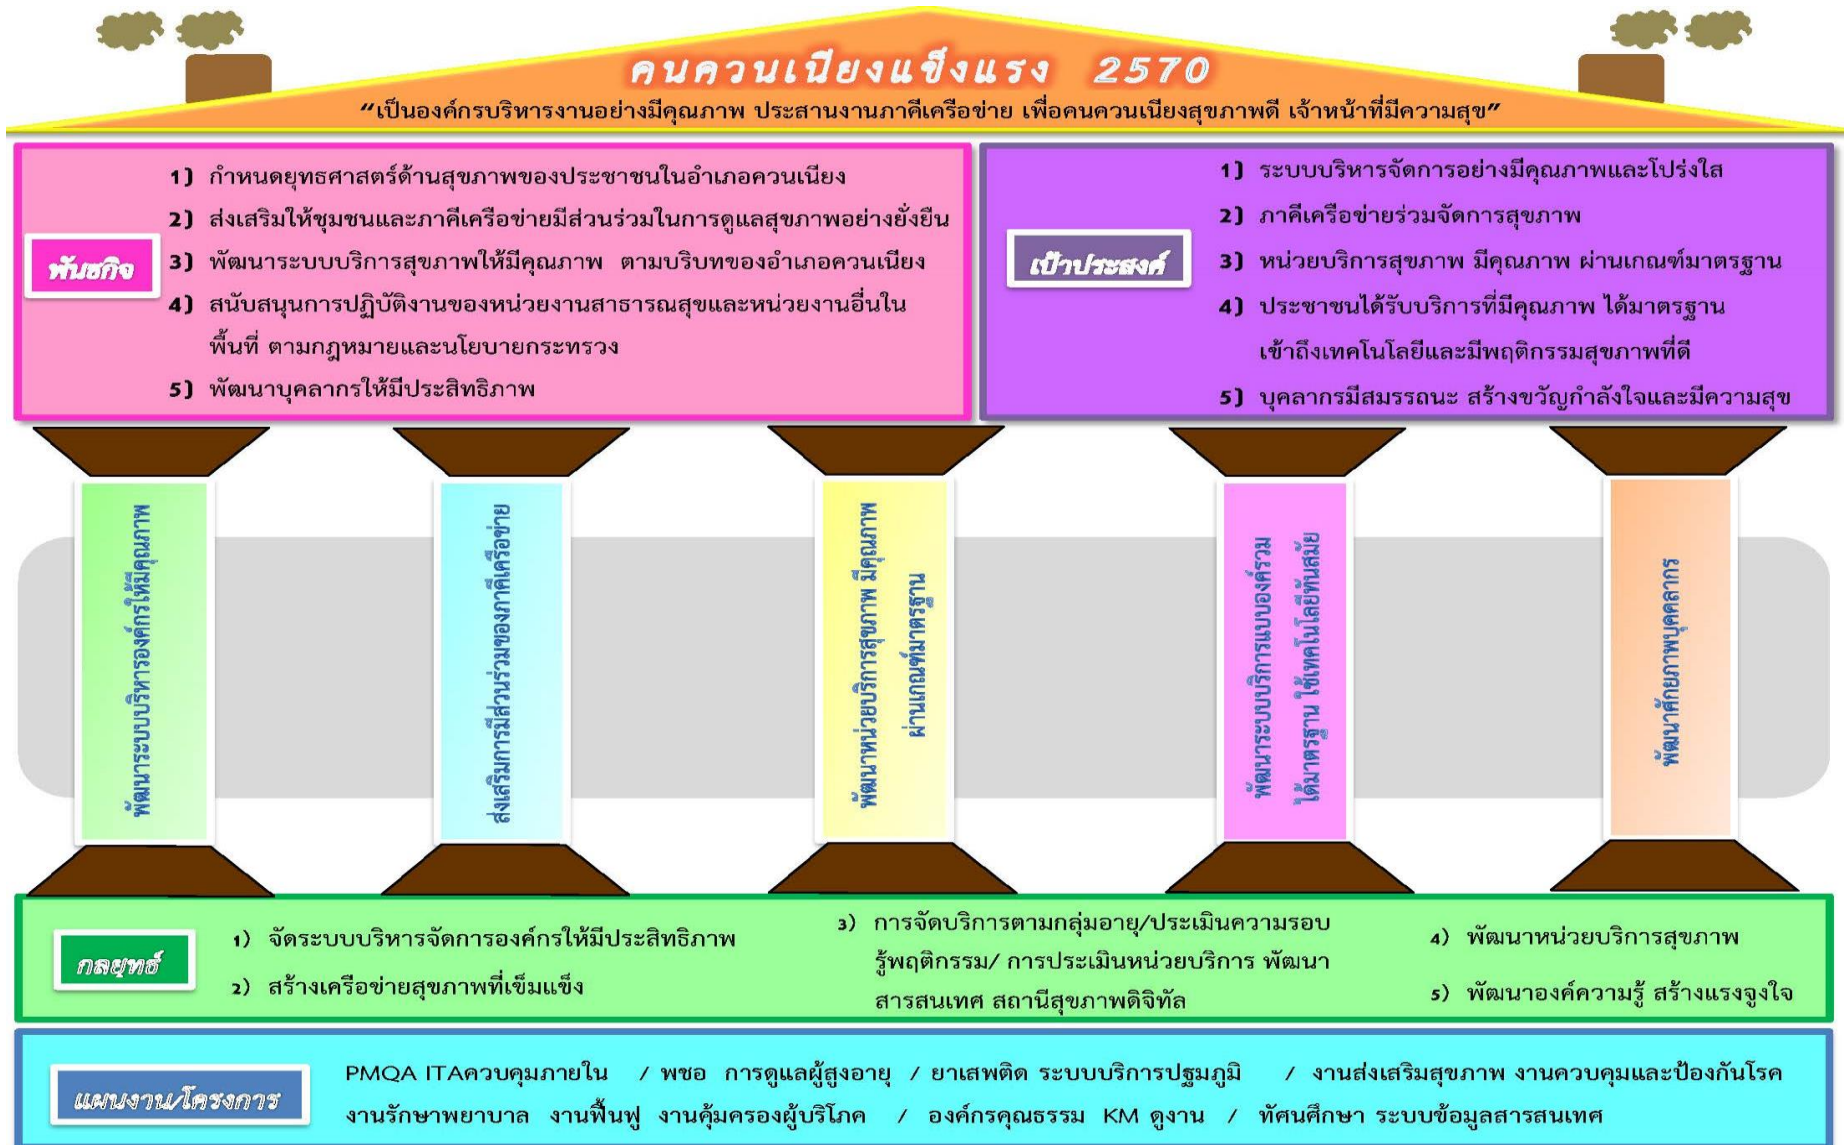 คนควนเนียงแข็งแรง 2570
“เป็นองค์กรบริหารงานอย่างมีคุณภาพ ประสานงานภาคีเครือข่าย เพื่อคนควนเนียงสุขภาพดี เจ้าหน้าที่มีความสุข”
พันธกิจ
1) กำหนดยุทธศาสตร์ด้านสุขภาพของประชาชนในอำเภอควนเนียง
2) ส่งเสริมให้ชุมชนและภาคีเครือข่ายมีส่วนร่วมในการดูแลสุขภาพอย่างยั่งยืน
3) พัฒนาระบบบริการสุขภาพให้มีคุณภาพ ตามบริบทของอำเภอควนเนียง
4) สนับสนุนการปฏิบัติงานของหน่วยงานสาธารณสุขและหน่วยงานอื่นใน
พื้นที่ ตามกฎหมายและนโยบายกระทรวง
5) พัฒนาบุคลากรให้มีประสิทธิภาพ
เป้าประสงค์
1) ระบบบริหารจัดการอย่างมีคุณภาพและโปร่งใส
2) ภาคีเครือข่ายร่วมจัดการสุขภาพ
3) หน่วยบริการสุขภาพ มีคุณภาพ ผ่านเกณฑ์มาตรฐาน
4) ประชาชนได้รับบริการที่มีคุณภาพ ได้มาตรฐาน
เข้าถึงเทคโนโลยีและมีพฤติกรรมสุขภาพที่ดี
5) บุคลากรมีสมรรถนะ สร้างขวัญกำลังใจและมีความสุข
พัฒนาระบบบริหารองค์กรให้มีคุณภาพ
ส่งเสริมการมีส่วนร่วมของภาคีเครือข่าย
พัฒนาหน่วยบริการสุขภาพ มีคุณภาพ
ผ่านเกณฑ์มาตรฐาน
พัฒนาระบบบริการแบบองค์รวม
ได้มาตรฐาน ใช้เทคโนโลยีทันสมัย
พัฒนาศักยภาพบุคคลากร
กลยุทธ์
1) จัดระบบบริหารจัดการองค์กรให้มีประสิทธิภาพ
2) สร้างเครือข่ายสุขภาพที่เข็มแข็ง
3) การจัดบริการตามกลุ่มอายุ/ประเมินความรอบ
รู้พฤติกรรม/ การประเมินหน่วยบริการ พัฒนา
สารสนเทศ สถานีสุขภาพดิจิทัล
4) พัฒนาหน่วยบริการสุขภาพ
5) พัฒนาองค์ความรู้ สร้างแรงจูงใจ
แผนงาน/โครงการ
PMQA ITAควบคุมภายใน / พชอ การดูแลผู้สูงอายุ / ยาเสพติด ระบบบริการปฐมภูมิ / งานส่งเสริมสุขภาพ งานควบคุมและป้องกันโรค
งานรักษาพยาบาล งานฟื้นฟู งานคุ้มครองผู้บริโภค / องค์กรคุณธรรม KM ดูงาน / ทัศนศึกษา ระบบข้อมูลสารสนเทศ